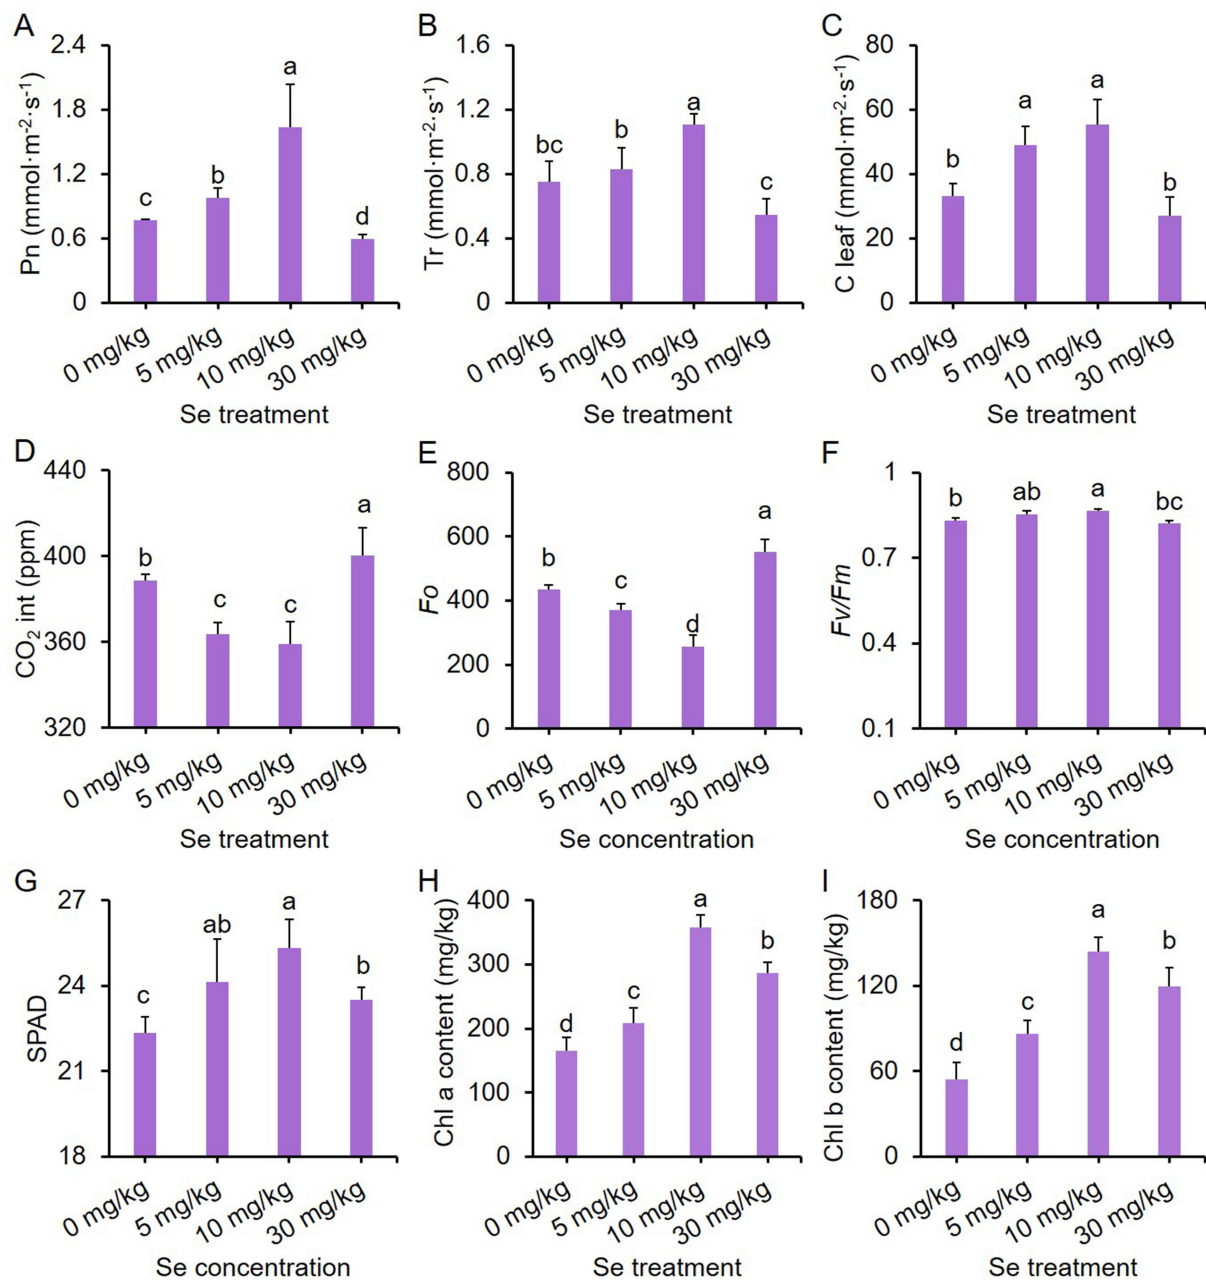 A
Pn (mmol·m-2·s-1)
2.4
1.8
1.2
0.6
0
c
b
a
d
0 mg/kg
5 mg/kg
10 mg/kg
30 mg/kg
Se treatment
B
Tr (mmol·m-2·s-1)
1.6
1.2
0.8
0.4
0
bc
b
a
c
0 mg/kg
5 mg/kg
10 mg/kg
30 mg/kg
Se treatment
C
C leaf (mmol·m-2·s-1)
80
60
40
20
0
b
a
a
b
0 mg/kg
5 mg/kg
10 mg/kg
30 mg/kg
Se treatment
D
CO2 int (ppm)
440
400
360
320
b
c
c
a
0 mg/kg
5 mg/kg
10 mg/kg
30 mg/kg
Se treatment
E
Fo
800
600
400
200
0
b
c
d
a
0 mg/kg
5 mg/kg
10 mg/kg
30 mg/kg
Se concentration
F
Fv/Fm
1
0.7
0.4
0.1
b
ab
a
bc
0 mg/kg
5 mg/kg
10 mg/kg
30 mg/kg
Se concentration
G
SPAD
27
24
21
18
c
ab
a
b
0 mg/kg
5 mg/kg
10 mg/kg
30 mg/kg
Se concentration
H
Chl a content (mg/kg)
400
300
200
100
0
d
c
a
b
0 mg/kg
5 mg/kg
10 mg/kg
30 mg/kg
Se treatment
I
Chl b content (mg/kg)
180
120
60
0
d
c
a
b
0 mg/kg
5 mg/kg
10 mg/kg
30 mg/kg
Se treatment